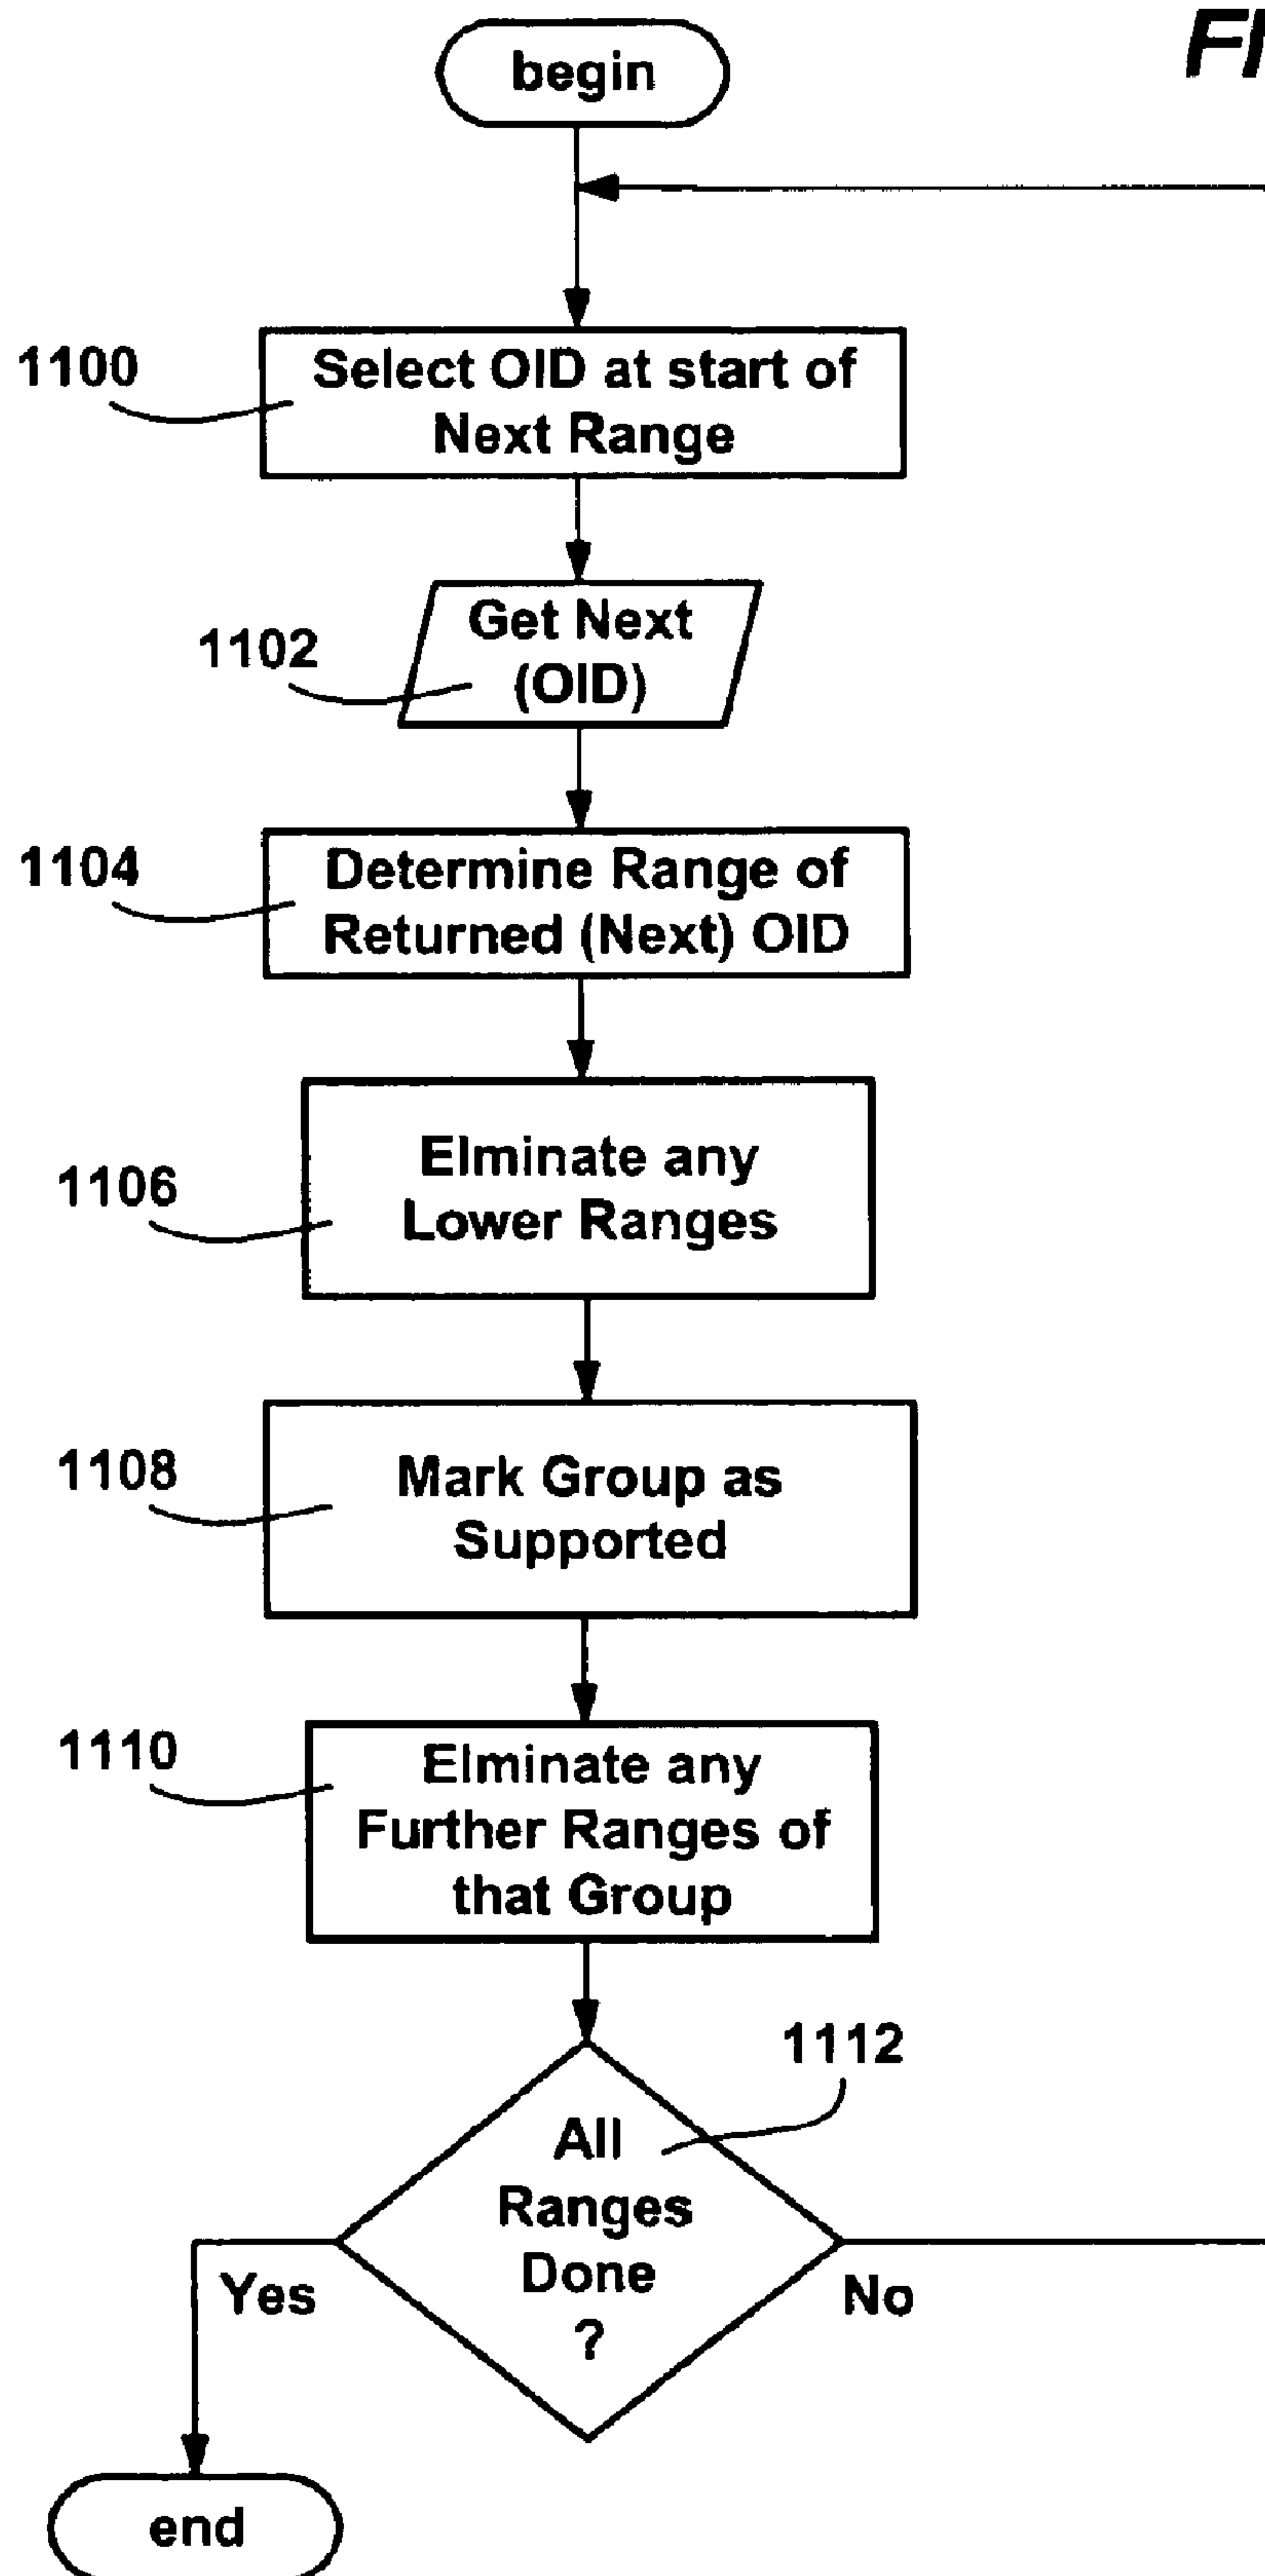 FI
begin
1100
Select OID at start of
Next Range
1102
Get Next
(OID)
1104
Determine Range of
Returned (Next) OID
1106
Elminate any
Lower Ranges
1108
Mark Group as
Supported
1110
Elminate any
Further Ranges of
that Group
1112
All
Ranges
Done
?
Yes
No
end